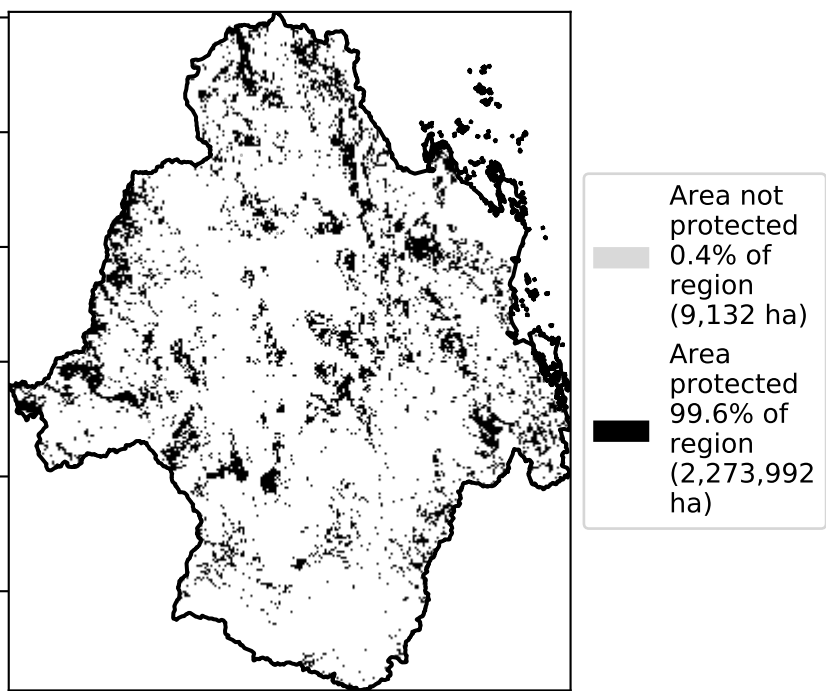 Area not
protected
0.4% of
region
(9,132 ha)
Area
protected
99.6% of
region
(2,273,992
ha)